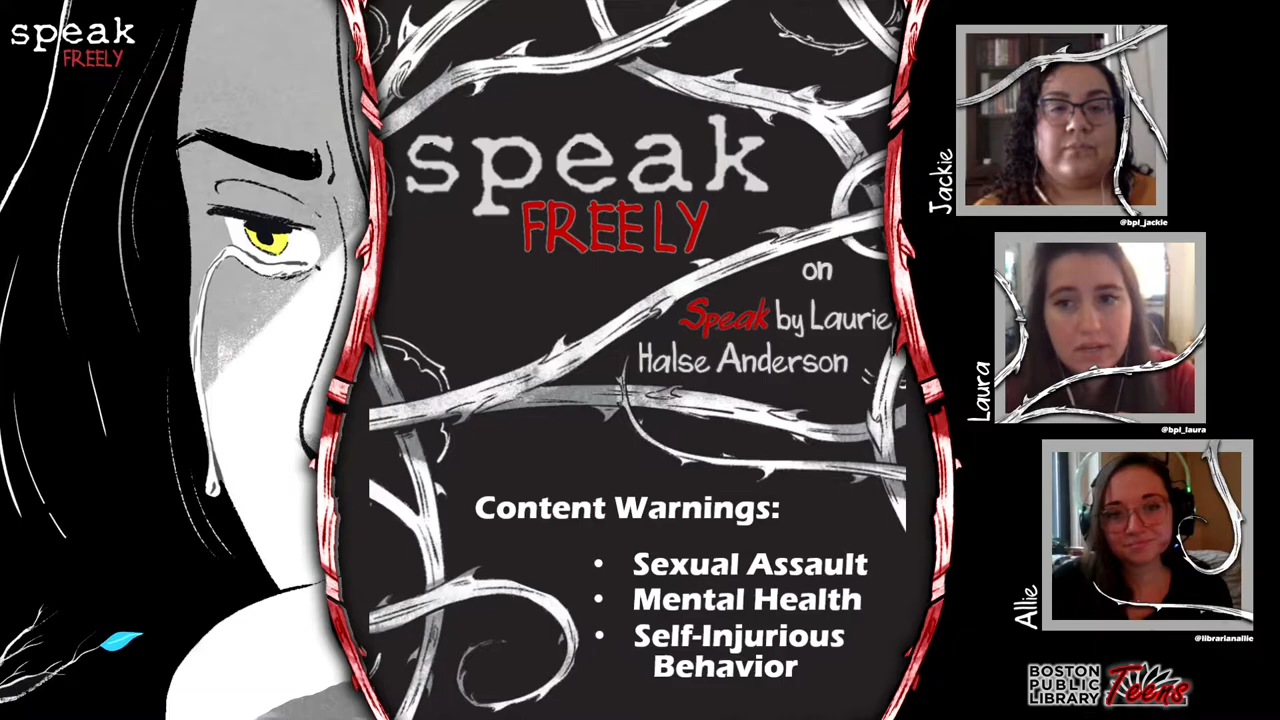 speak
FREELY
speak
FREELY
on
Speak by Laurie
Halse Anderson
Content Warnings:
• Sexual Assault
• Mental Health
• Self-Injurious
Behavior
Jackie
@bpl_jackie
Laura
@bpl_laura
Allie
@librarianallie
BOSTON
PUBLIC
LIBRARY
Teens